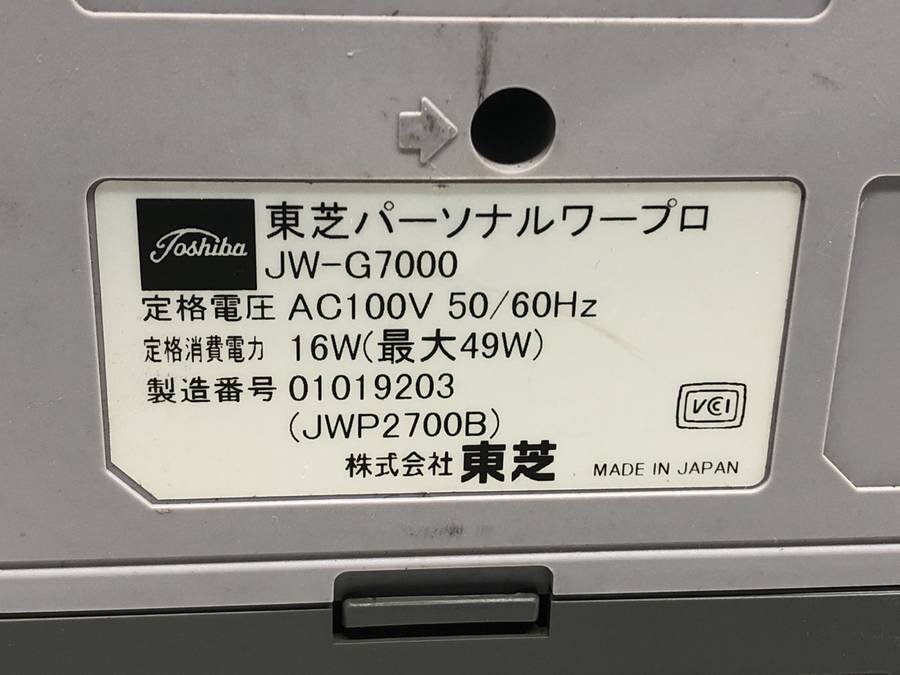 Toshiba
東芝パーソナルワープロ
JW-G7000
定格電圧 AC100V 50/60Hz
定格消費電力 16W(最大49W)
製造番号 01019203
(JWP2700B)
VCCI
株式会社 東芝 MADE IN JAPAN